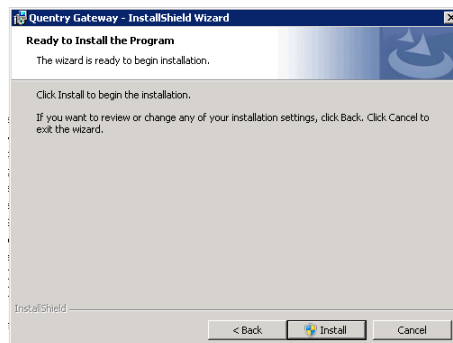 Quentry Gateway - InstallShield Wizard
Ready to Install the Program
The wizard is ready to begin installation.
Click Install to begin the installation.
If you want to review or change any of your installation settings, click Back. Click Cancel to
exit the wizard.
InstallShield
< Back
Install
Cancel